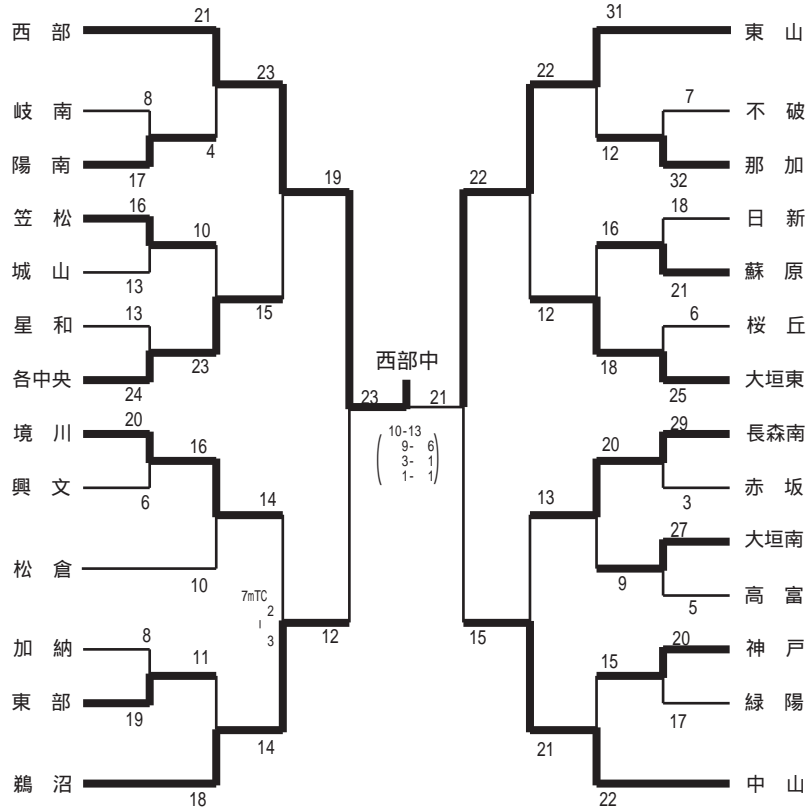 21
31
西 部
東 山
23
22
8
7
岐 南
不 破
4
12
陽 南
那 加
17
32
19
22
16
18
笠 松
日 新
10
16
城 山
蘇 原
13
21
15
12
13
6
星 和
桜 丘
23
18
西部中
各中央
大垣東
24
25
23
21
20
29
境 川
長森南
10-13
9- 6
3- 1
1- 1
16
20
興 文
赤 坂
6
3
14
13
27
大垣南
松 倉
10
9
高 富
5
7mTC
2
-
3
12
15
8
20
加 納
神 戸
11
15
東 部
緑 陽
19
17
14
21
鵜 沼
中 山
18
22